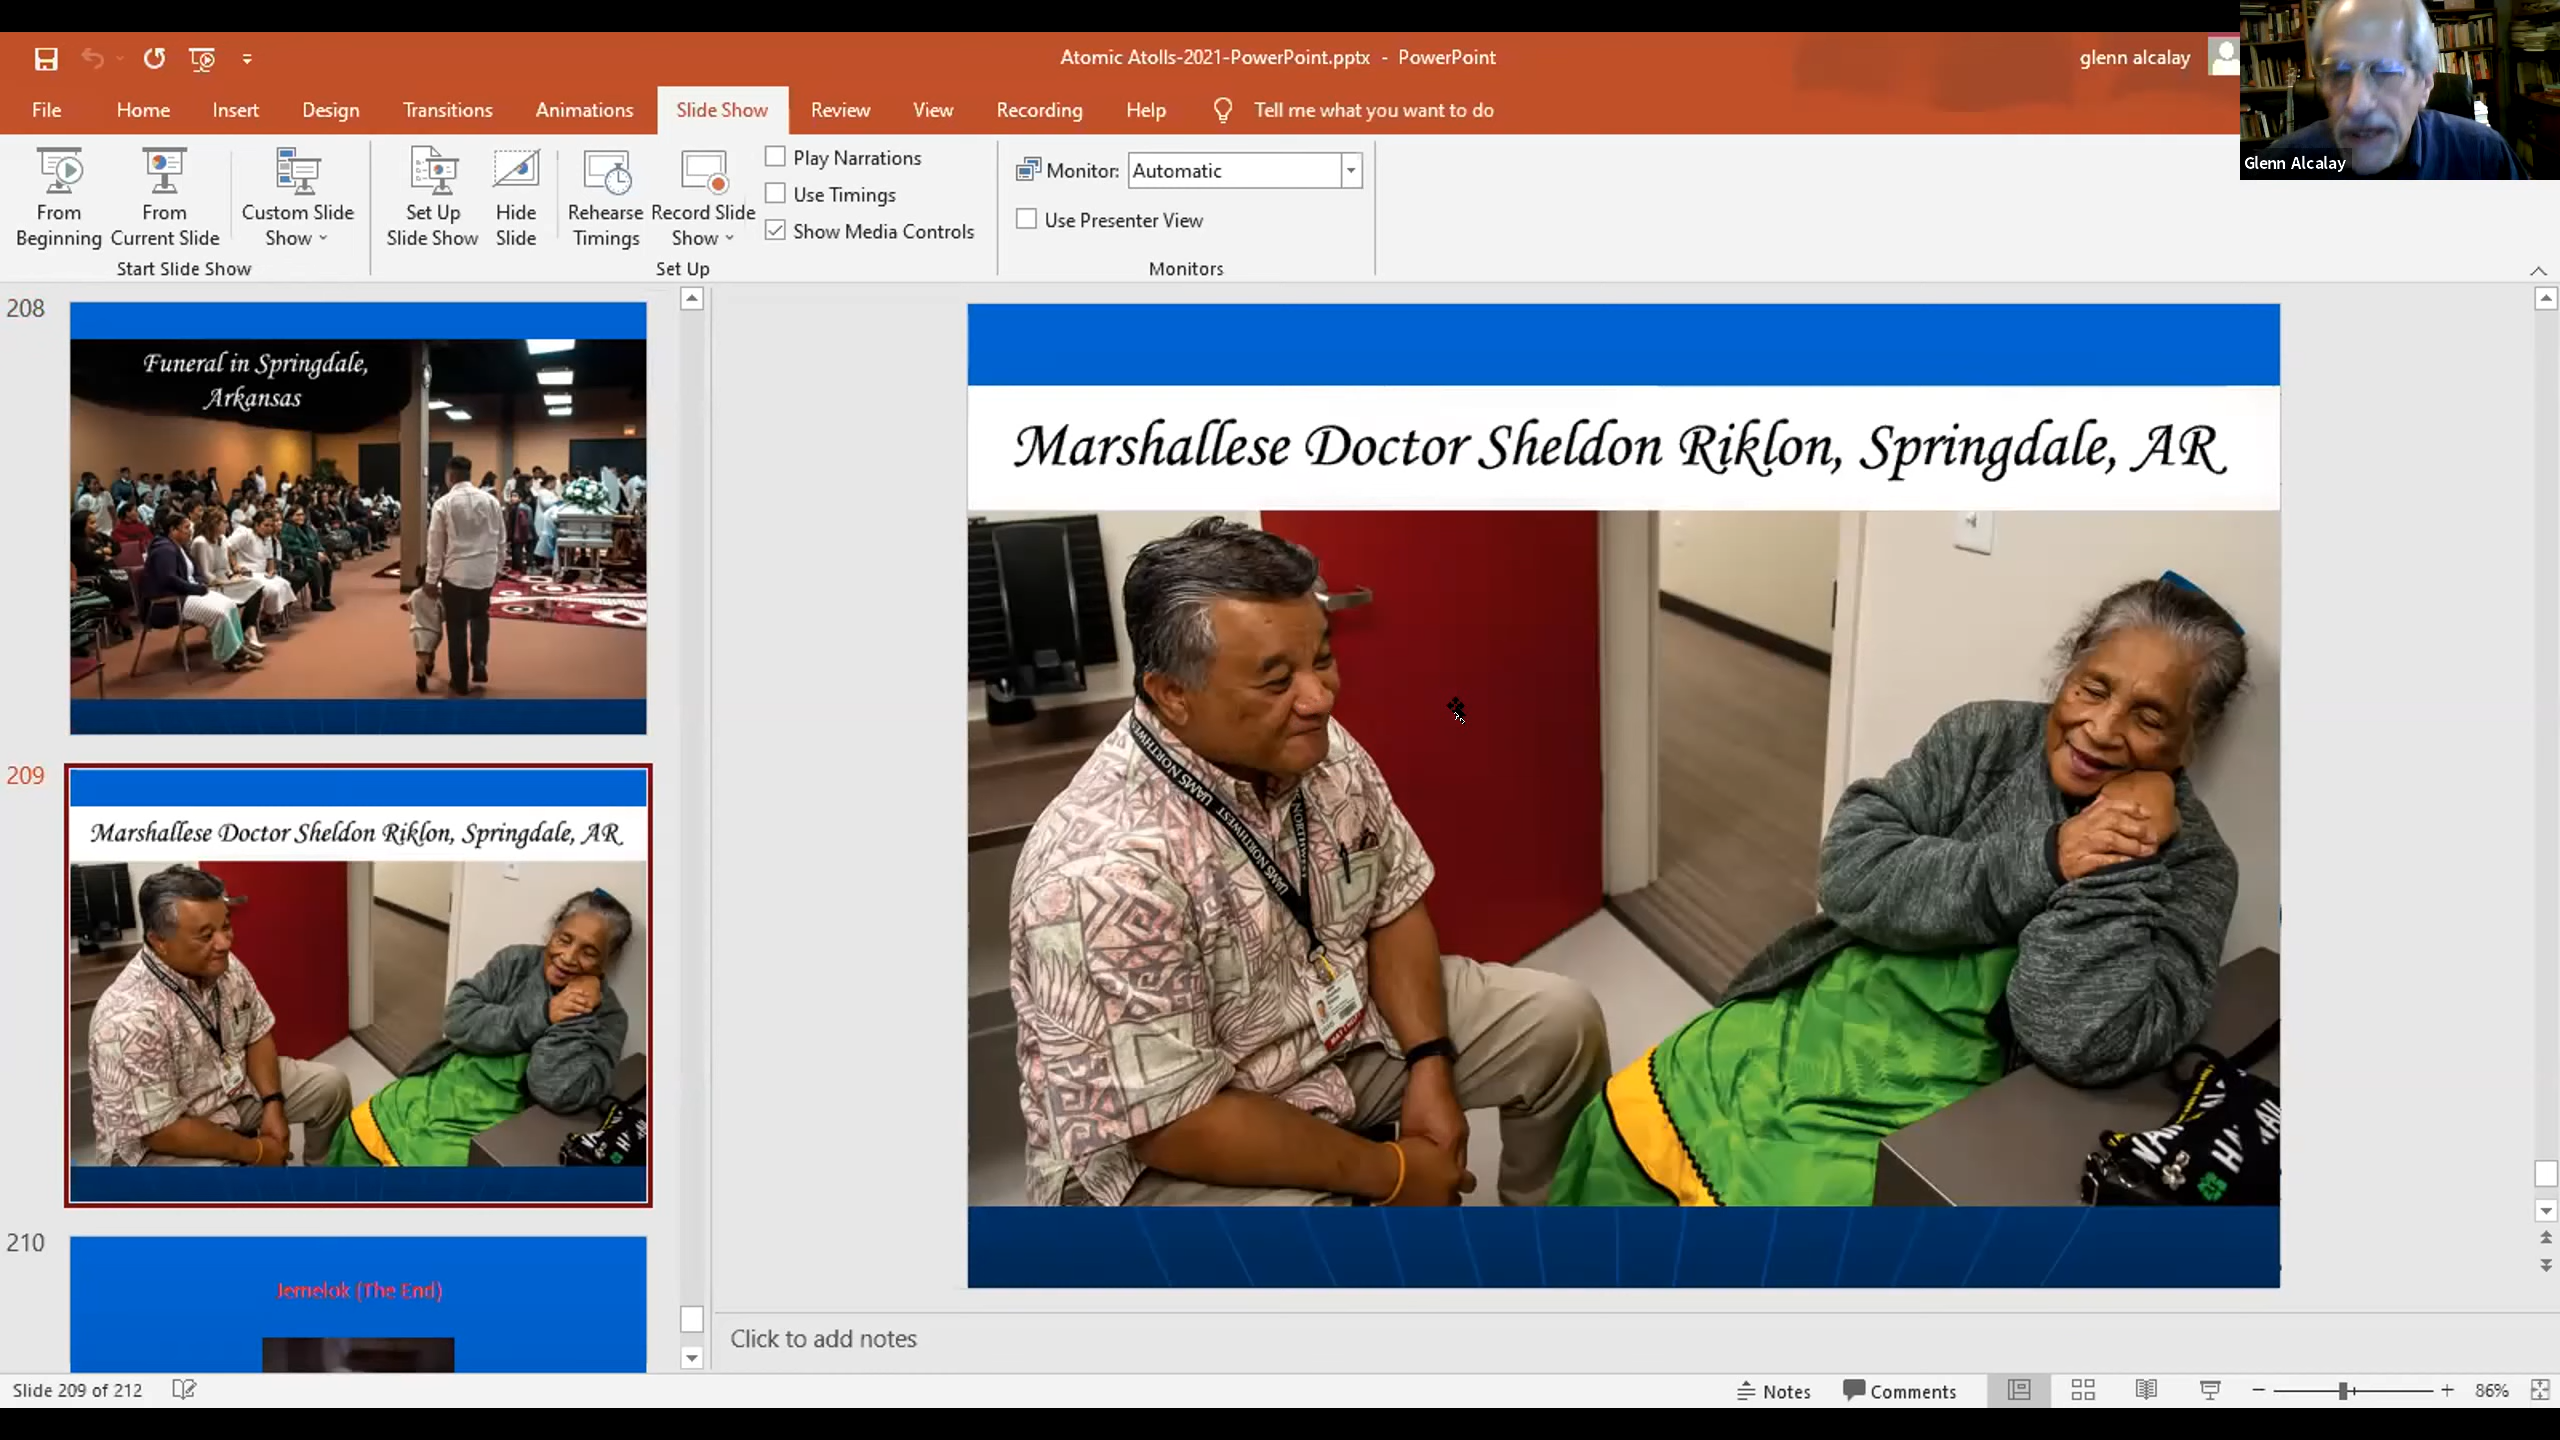 Atomic Atolls-2021-PowerPoint.pptx - PowerPoint
glenn alcalay
File Home Insert Design Transitions Animations Slide Show Review View Recording Help Tell me what you want to do
Glenn Alcalay
From Beginning
From Current Slide
Custom Slide Show
Start Slide Show
Set Up Slide Show
Hide Slide
Rehearse Timings
Record Slide Show
Play Narrations
Use Timings
Show Media Controls
Set Up
Monitor: Automatic
Use Presenter View
Monitors
208
Funeral in Springdale,
Arkansas
209
Marshallese Doctor Sheldon Riklon, Springdale, AR
210
Jemelok (The End)
Marshallese Doctor Sheldon Riklon, Springdale, AR
UAMS NORTHWEST
UAMS NORTHWEST
Click to add notes
Slide 209 of 212
Notes Comments 86%